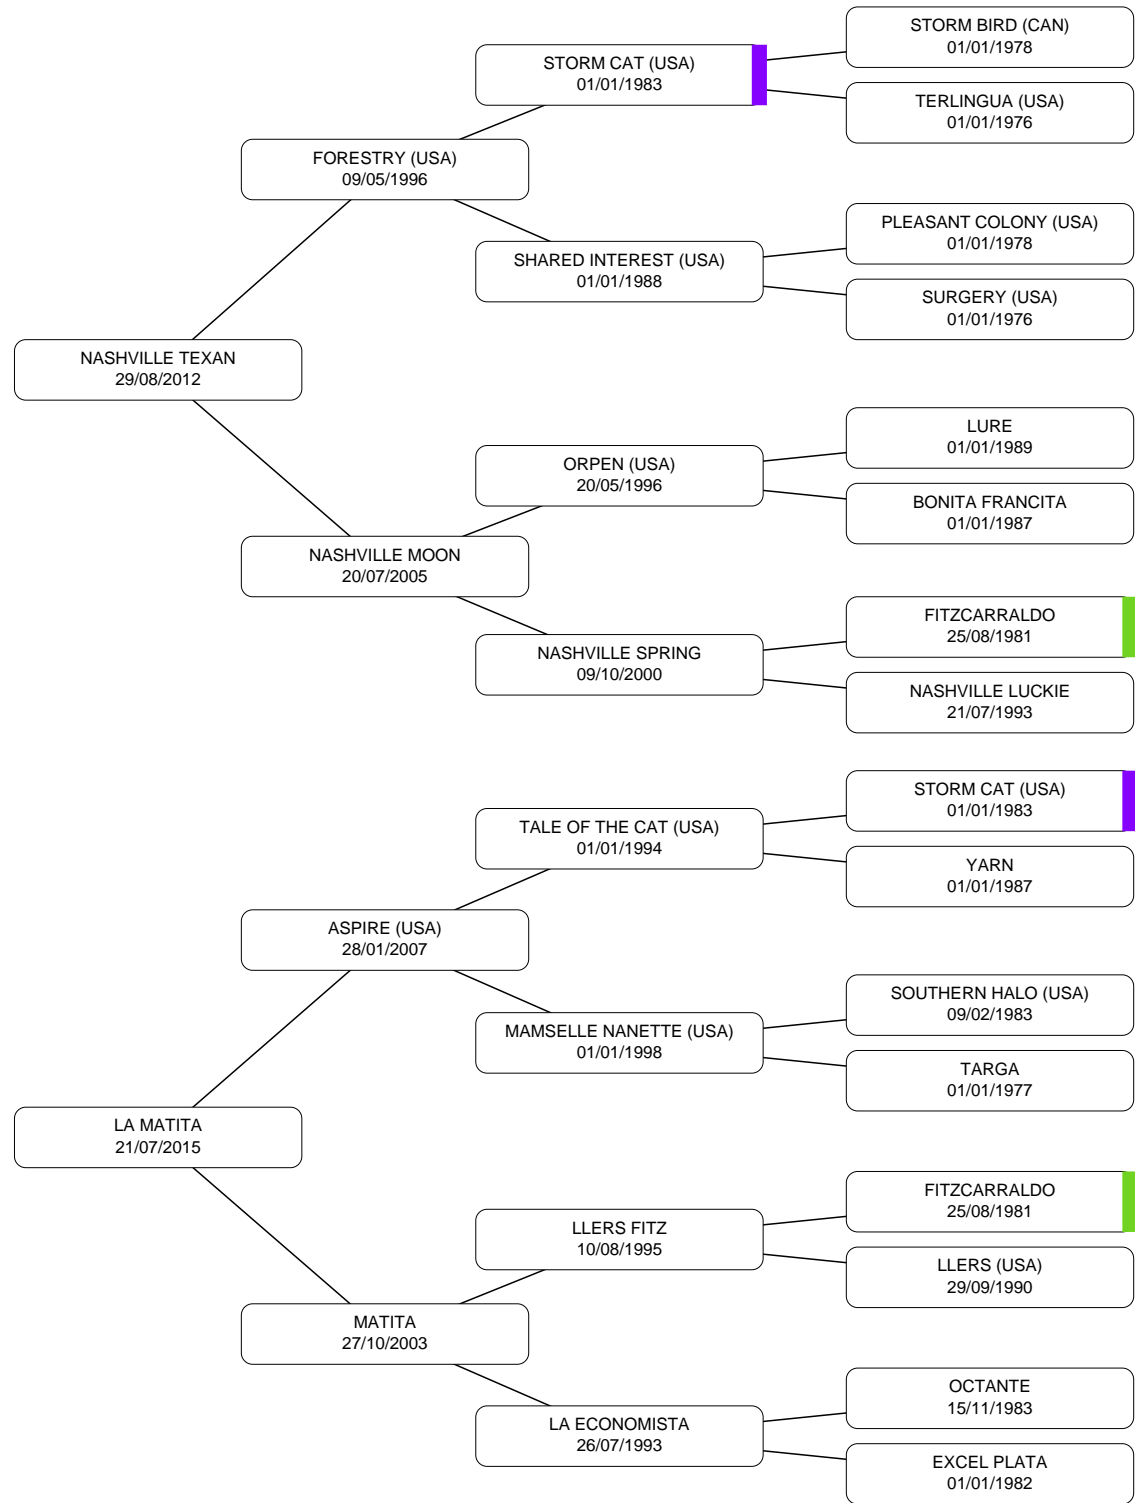 STORM BIRD (CAN)
01/01/1978
STORM CAT (USA)
01/01/1983
TERLINGUA (USA)
01/01/1976
FORESTRY (USA)
09/05/1996
PLEASANT COLONY (USA)
01/01/1978
SHARED INTEREST (USA)
01/01/1988
SURGERY (USA)
01/01/1976
NASHVILLE TEXAN
29/08/2012
LURE
01/01/1989
ORPEN (USA)
20/05/1996
BONITA FRANCITA
01/01/1987
NASHVILLE MOON
20/07/2005
FITZCARRALDO
25/08/1981
NASHVILLE SPRING
09/10/2000
NASHVILLE LUCKIE
21/07/1993
STORM CAT (USA)
01/01/1983
TALE OF THE CAT (USA)
01/01/1994
YARN
01/01/1987
ASPIRE (USA)
28/01/2007
SOUTHERN HALO (USA)
09/02/1983
MAMSELLE NANETTE (USA)
01/01/1998
TARGA
01/01/1977
LA MATITA
21/07/2015
FITZCARRALDO
25/08/1981
LLERS FITZ
10/08/1995
LLERS (USA)
29/09/1990
MATITA
27/10/2003
OCTANTE
15/11/1983
LA ECONOMISTA
26/07/1993
EXCEL PLATA
01/01/1982